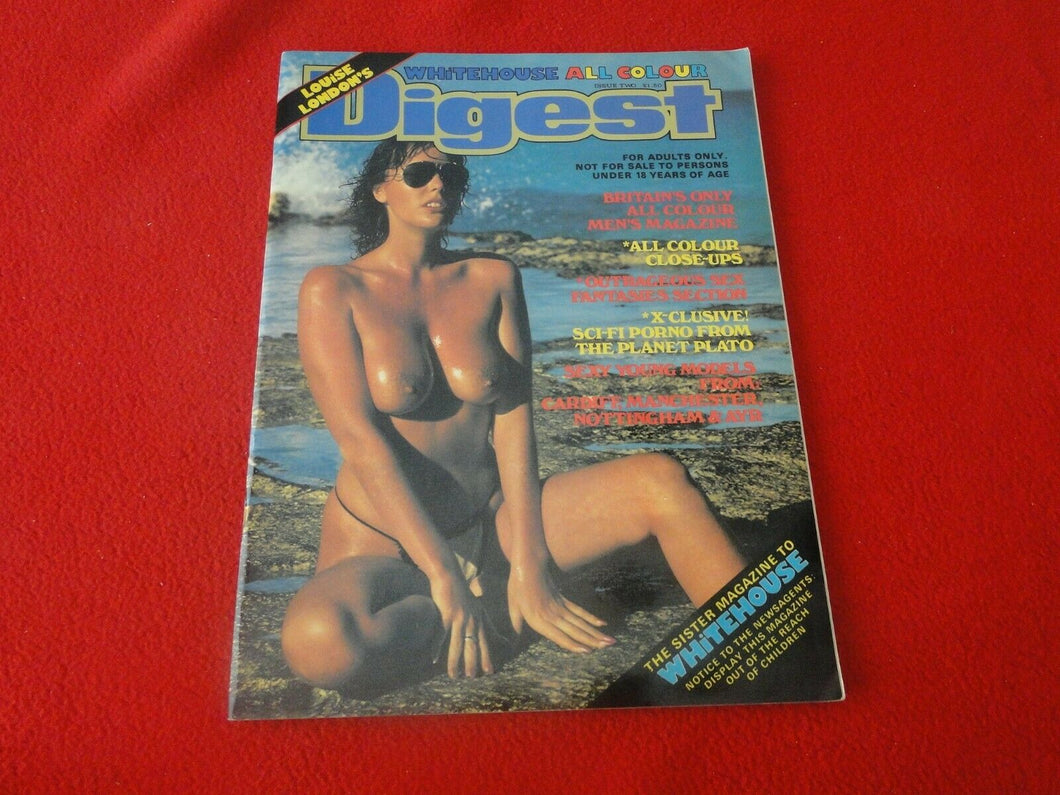 LOUISE
LONDON'S
WHITEHOUSE ALL COLOUR
ISSUE TWO £1.50
Digest
FOR ADULTS ONLY.
NOT FOR SALE TO PERSONS
UNDER 18 YEARS OF AGE
BRITAIN'S ONLY
ALL COLOUR
MEN'S MAGAZINE
*ALL COLOUR
CLOSE-UPS
*OUTRAGEOUS SEX
FANTASIES SECTION
*X-CLUSIVE!
SCI-FI PORNO FROM
THE PLANET PLATO
SEXY YOUNG MODELS
FROM
CARDIFF, MANCHESTER,
NOTTINGHAM & AYR
THE SISTER MAGAZINE TO
WHITEHOUSE
NOTICE TO THE NEWSAGENTS:
DISPLAY THIS MAGAZINE
OUT OF THE REACH
OF CHILDREN